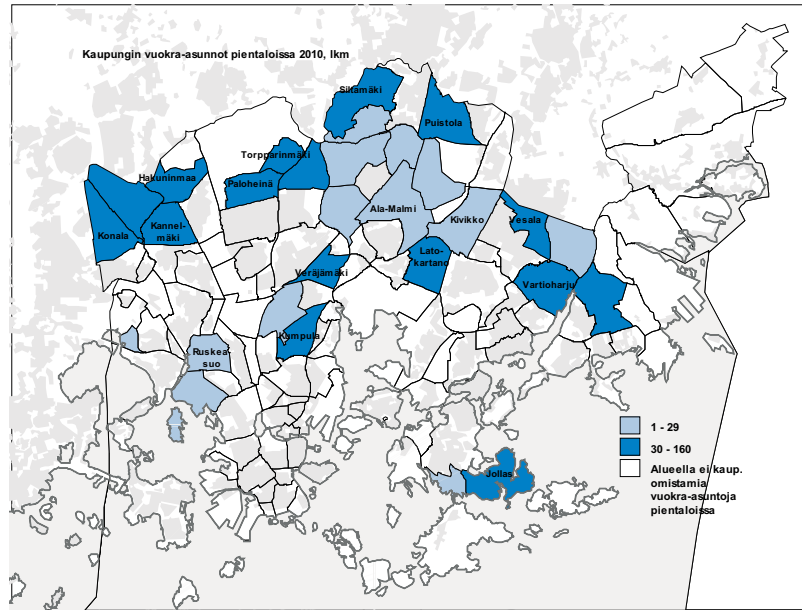 Kaupungin vuokra-asunnot pientaloissa 2010, lkm
Siltamäki
Puistola
Torpparinmäki
Hakuninmaa
Paloheinä
Ala-Malmi
Kivikko
Vesala
Konala
Kannel-
mäki
Lato-
kartano
Veräjämäki
Vartioharju
Kumpula
Ruskea-
suo
Jollas
1 - 29
30 - 160
Alueella ei kaup.
omistamia
vuokra-asuntoja
pientaloissa